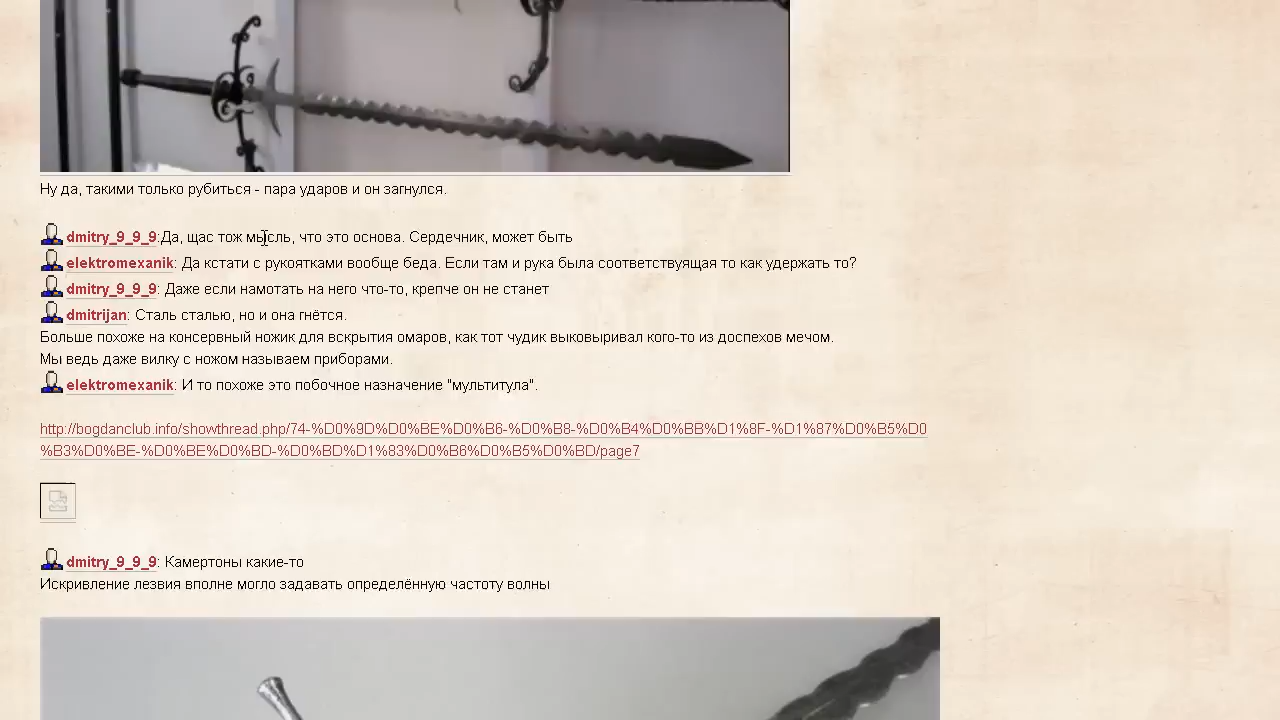 Ну да, такими только рубиться - пара ударов и он загнулся.
dmitry_9_9_9:Да, щас тож мысль, что это основа. Сердечник, может быть
elektromexanik: Да кстати с рукоятками вообще беда. Если там и рука была соответствуящая то как удержать то?
dmitry_9_9_9: Даже если намотать на него что-то, крепче он не станет
dmitrijan: Сталь сталью, но и она гнётся.
Больше похоже на консервный ножик для вскрытия омаров, как тот чудик выковыривал кого-то из доспехов мечом.
Мы ведь даже вилку с ножом называем приборами.
elektromexanik: И то похоже это побочное назначение "мультитула".
http://bogdanclub.info/showthread.php/74-%D0%9D%D0%BE%D0%B6-%D0%B8-%D0%B4%D0%BB%D1%8F-%D1%87%D0%B5%D0
%B3%D0%BE-%D0%BE%D0%BD-%D0%BD%D1%83%D0%B6%D0%B5%D0%BD/page7
dmitry_9_9_9: Камертоны какие-то
Искривление лезвия вполне могло задавать определённую частоту волны